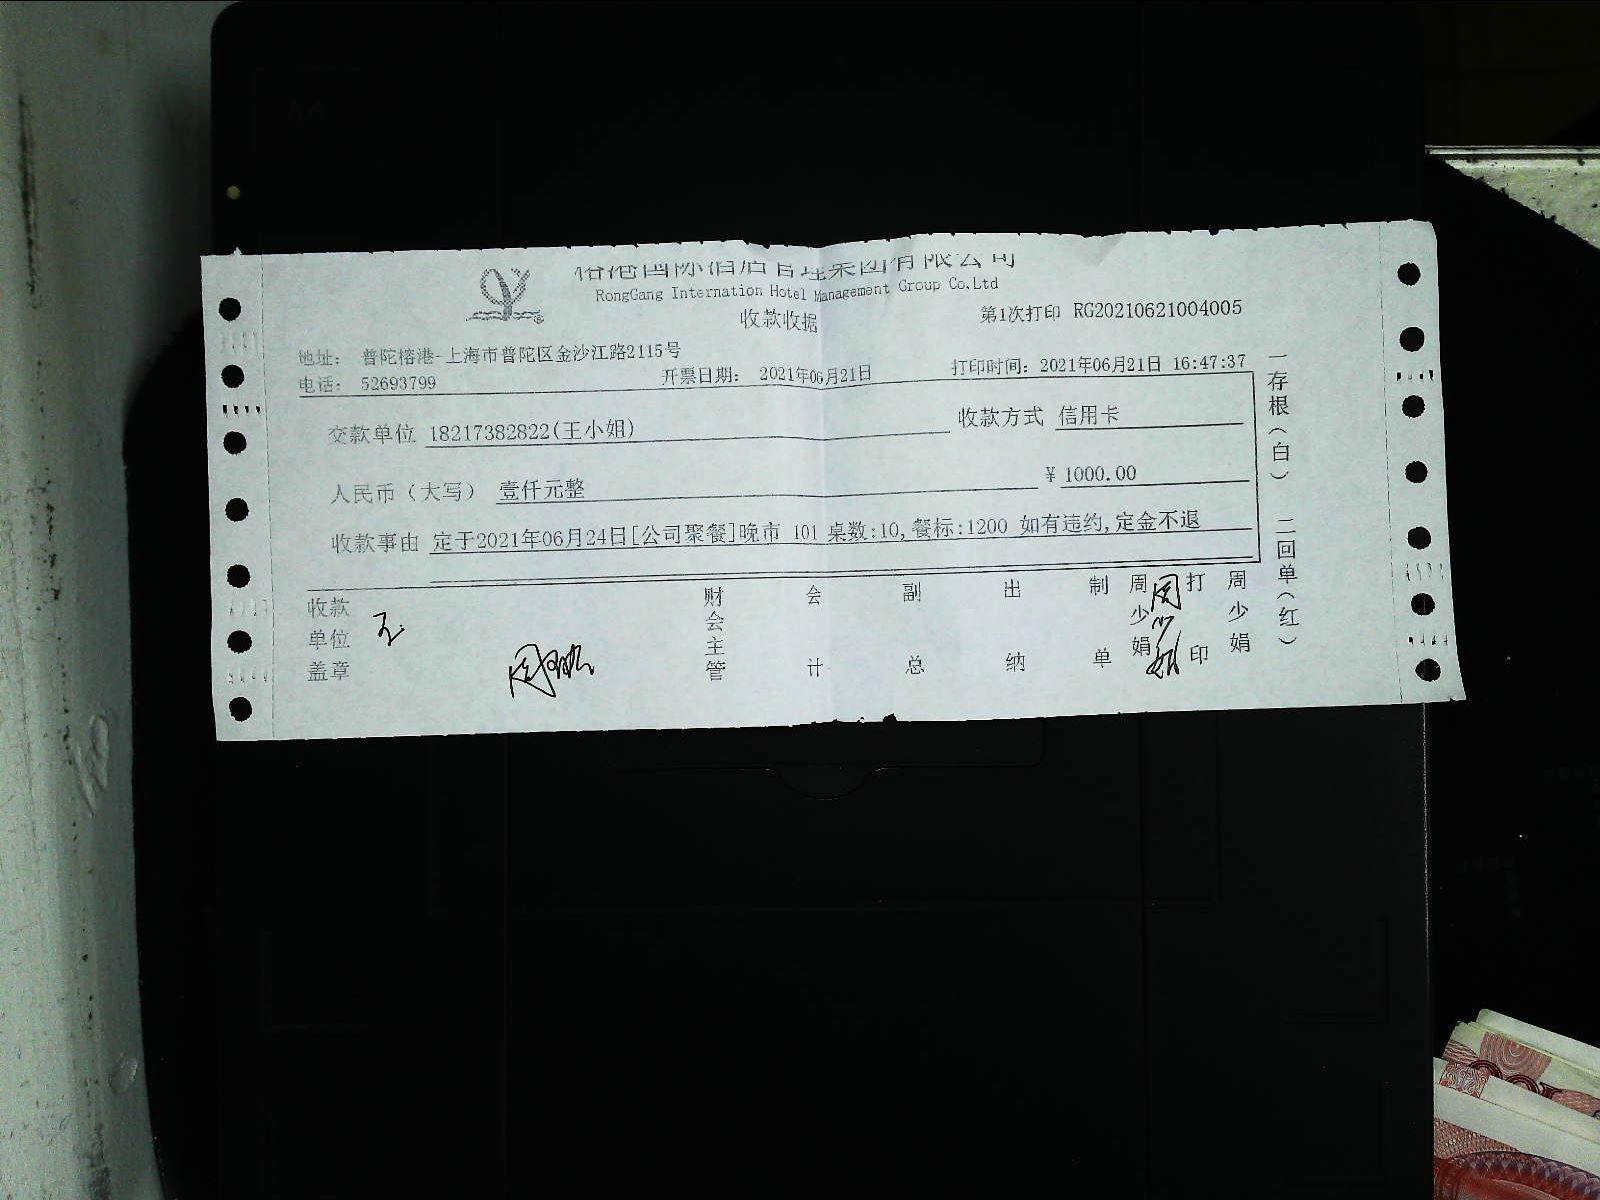 榕港国际酒店管理集团有限公司
RongGang Internation Hotel Management Group Co.Ltd
收款收据
第1次打印 RG20210621004005
地址： 普陀榕港-上海市普陀区金沙江路2115号
电话： 52693799
开票日期： 2021年06月21日
打印时间：2021年06月21日 16:47:37
交款单位 18217382822(王小姐)
收款方式 信用卡
人民币（大写） 壹仟元整
¥ 1000.00
收款事由 定于2021年06月24日[公司聚餐]晚市 101 桌数:10,餐标:1200 如有违约,定金不退
收款单位盖章
财会主管
会计
副总
出纳
制单 周少娟
周少娟
打印 周少娟
一存根（白） 二回单（红）